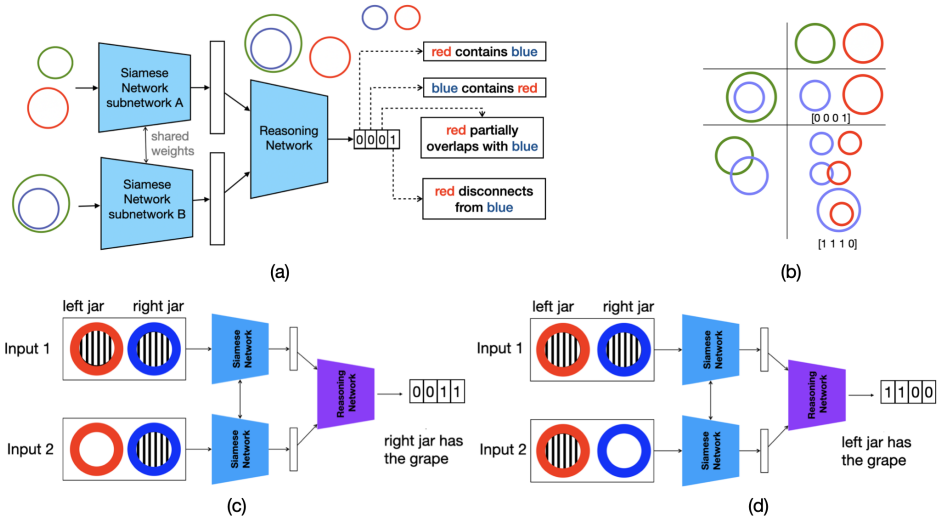 Siamese
Network
subnetwork A
shared
weights
Siamese
Network
subnetwork B
Reasoning
Network
0 0 0 1
red contains blue
blue contains red
red partially
overlaps with blue
red disconnects
from blue
(a)
[0 0 0 1]
[1 1 1 0]
(b)
left jar right jar
Input 1
Siamese
Network
Input 2
Siamese
Network
Reasoning
Network
0 0 1 1
right jar has
the grape
(c)
left jar right jar
Input 1
Siamese
Network
Input 2
Siamese
Network
Reasoning
Network
1 1 0 0
left jar has
the grape
(d)